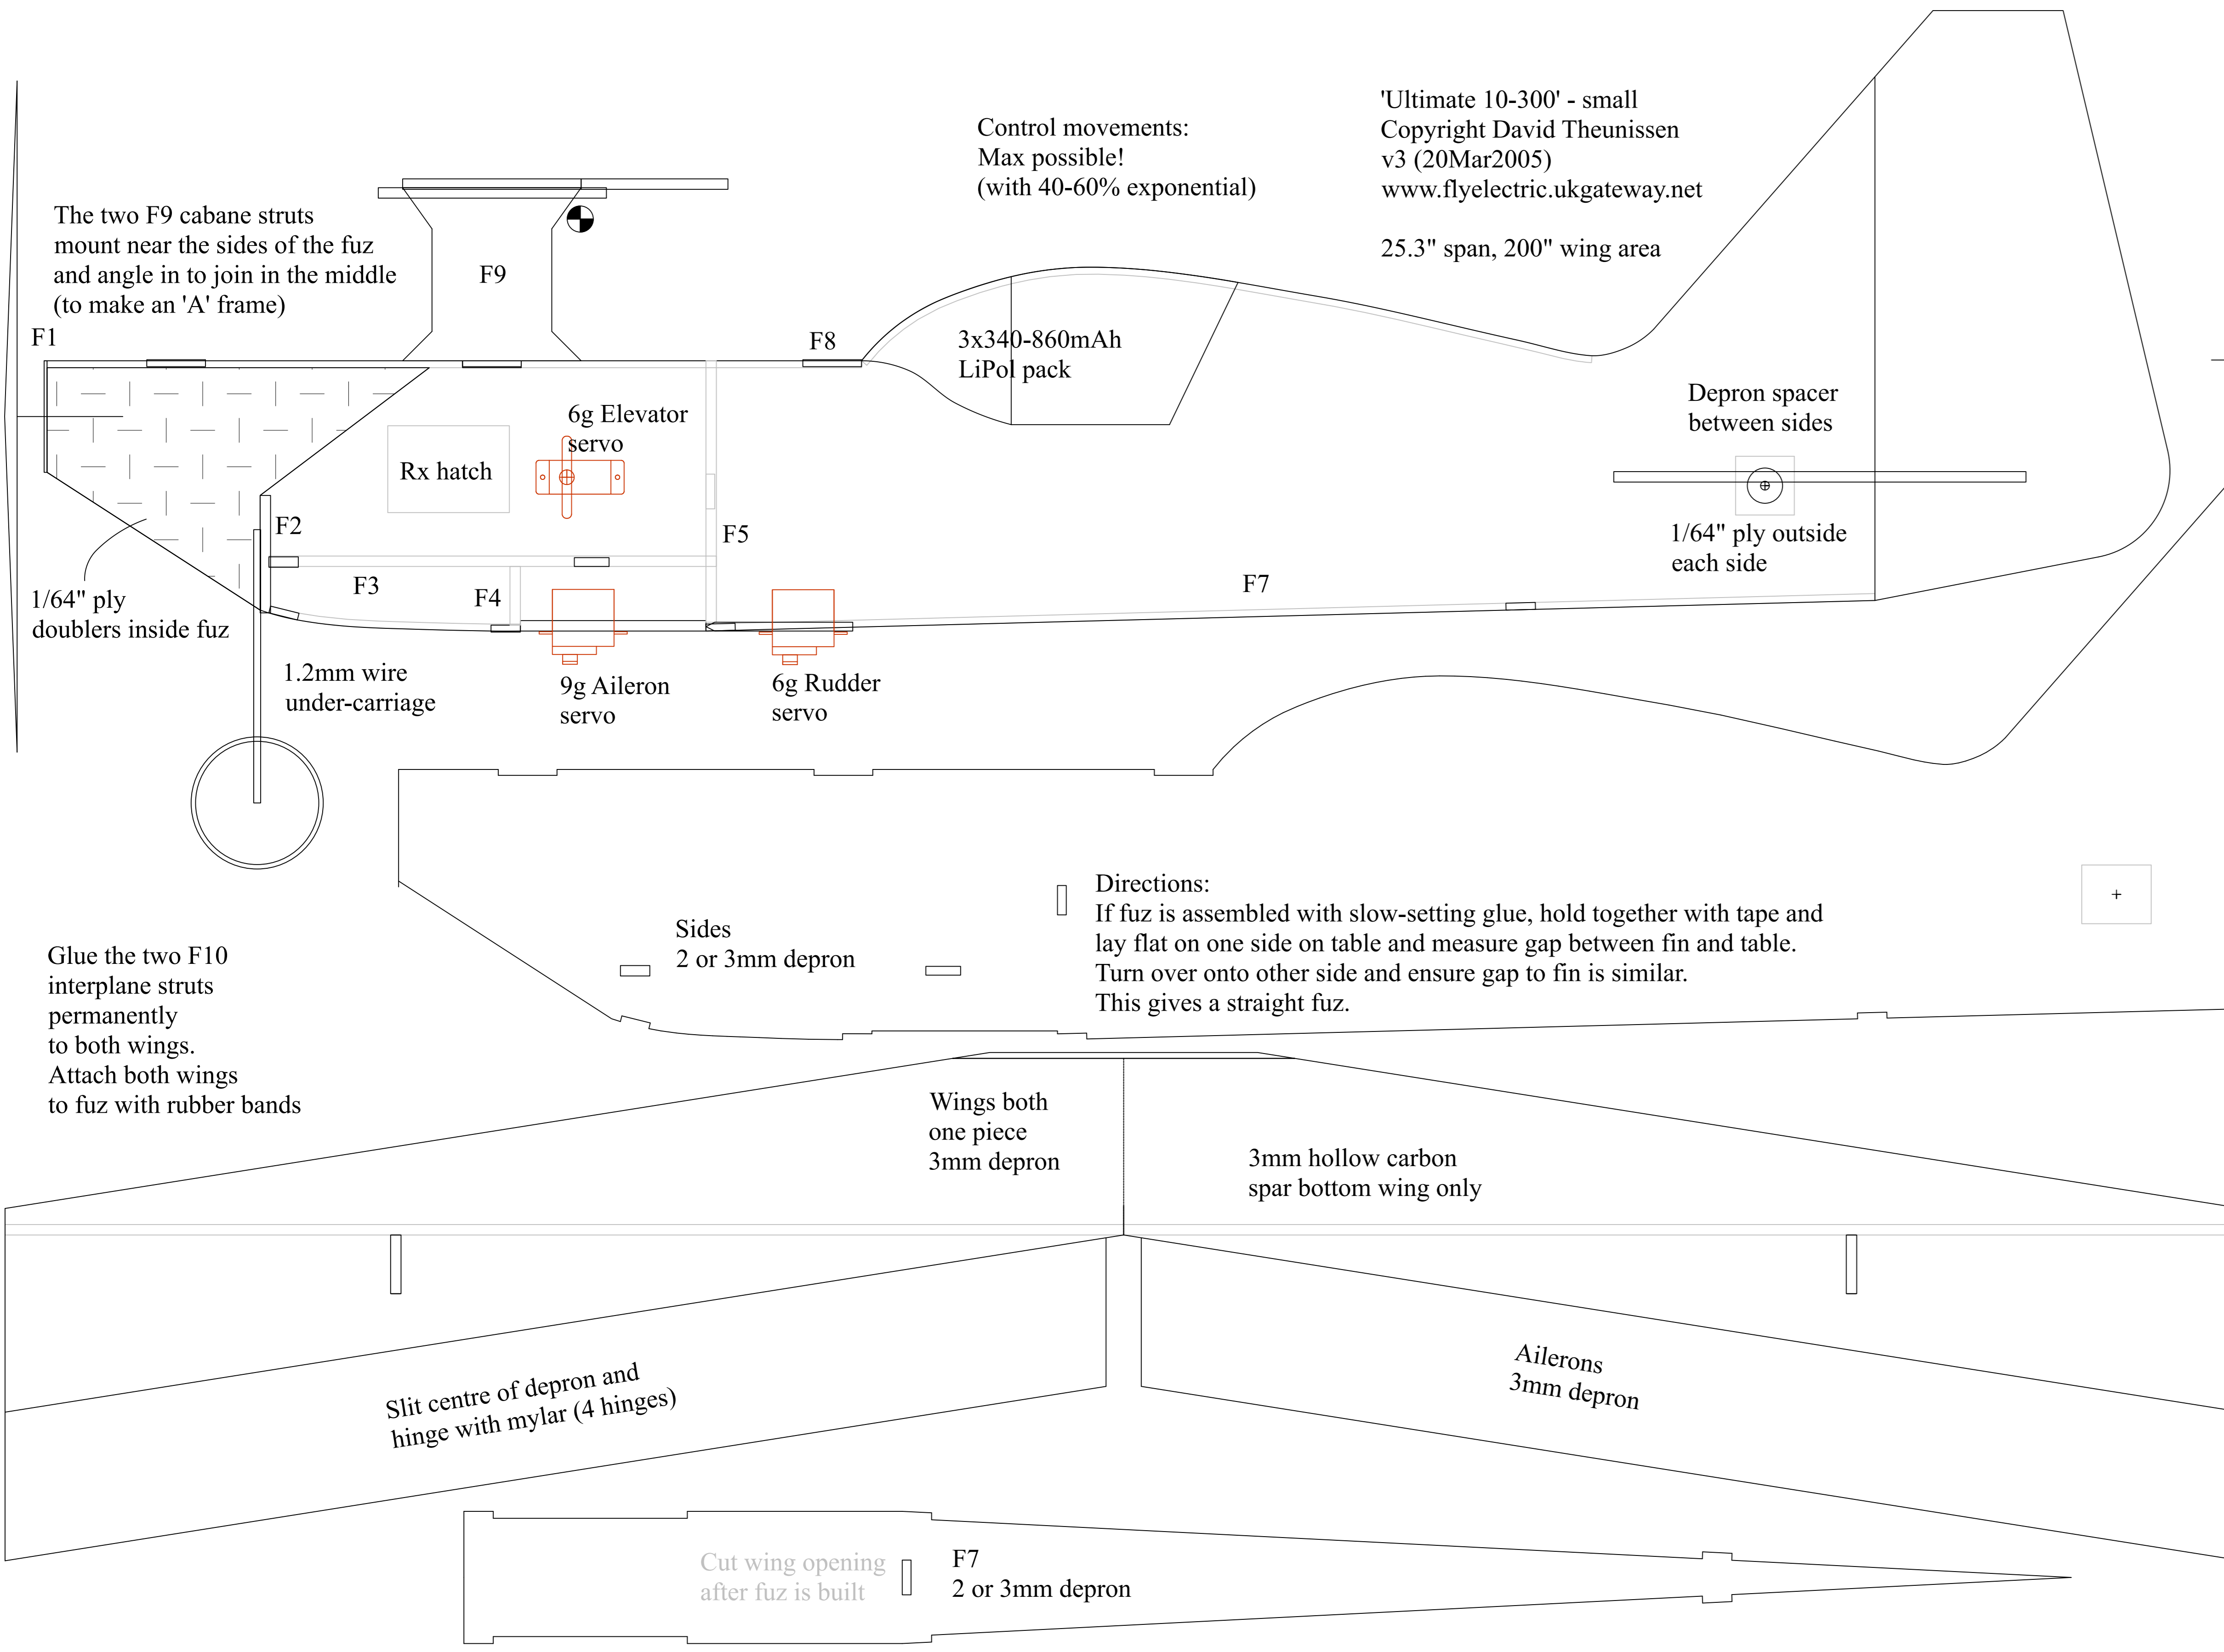 'Ultimate 10-300' - small
Copyright David Theunissen
v3 (20Mar2005)
www.flyelectric.ukgateway.net
25.3" span, 200" wing area
Control movements:
Max possible!
(with 40-60% exponential)
The two F9 cabane struts
mount near the sides of the fuz
and angle in to join in the middle
(to make an 'A' frame)
F9
F1
F8
3x340-860mAh
LiPol pack
Depron spacer
between sides
6g Elevator
servo
Rx hatch
F2
F5
1/64" ply outside
each side
F3
F4
F7
1/64" ply
doublers inside fuz
1.2mm wire
under-carriage
9g Aileron
servo
6g Rudder
servo
Sides
2 or 3mm depron
Directions:
If fuz is assembled with slow-setting glue, hold together with tape and
lay flat on one side on table and measure gap between fin and table.
Turn over onto other side and ensure gap to fin is similar.
This gives a straight fuz.
Glue the two F10
interplane struts
permanently
to both wings.
Attach both wings
to fuz with rubber bands
Wings both
one piece
3mm depron
3mm hollow carbon
spar bottom wing only
Slit centre of depron and
hinge with mylar (4 hinges)
Ailerons
3mm depron
Cut wing opening
after fuz is built
F7
2 or 3mm depron